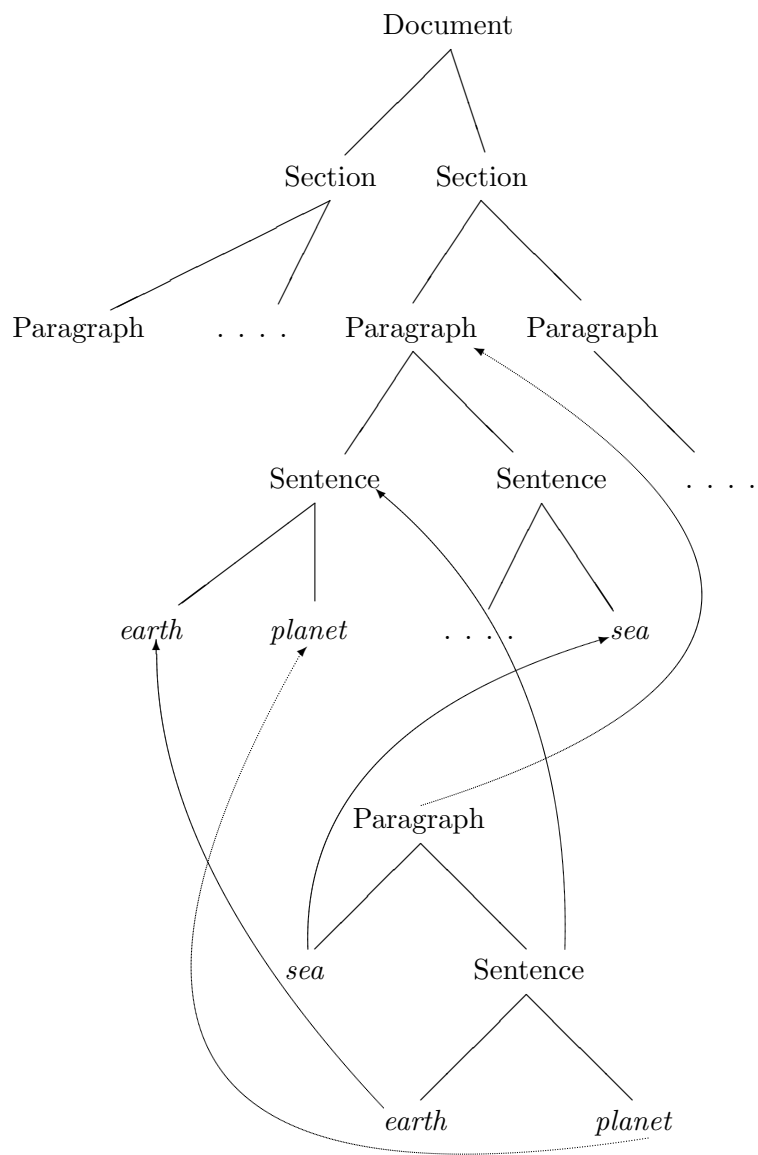 Document
Section Section
Paragraph . . . . Paragraph Paragraph
Sentence Sentence . . . .
earth planet . . . . sea
Paragraph
sea Sentence
earth planet